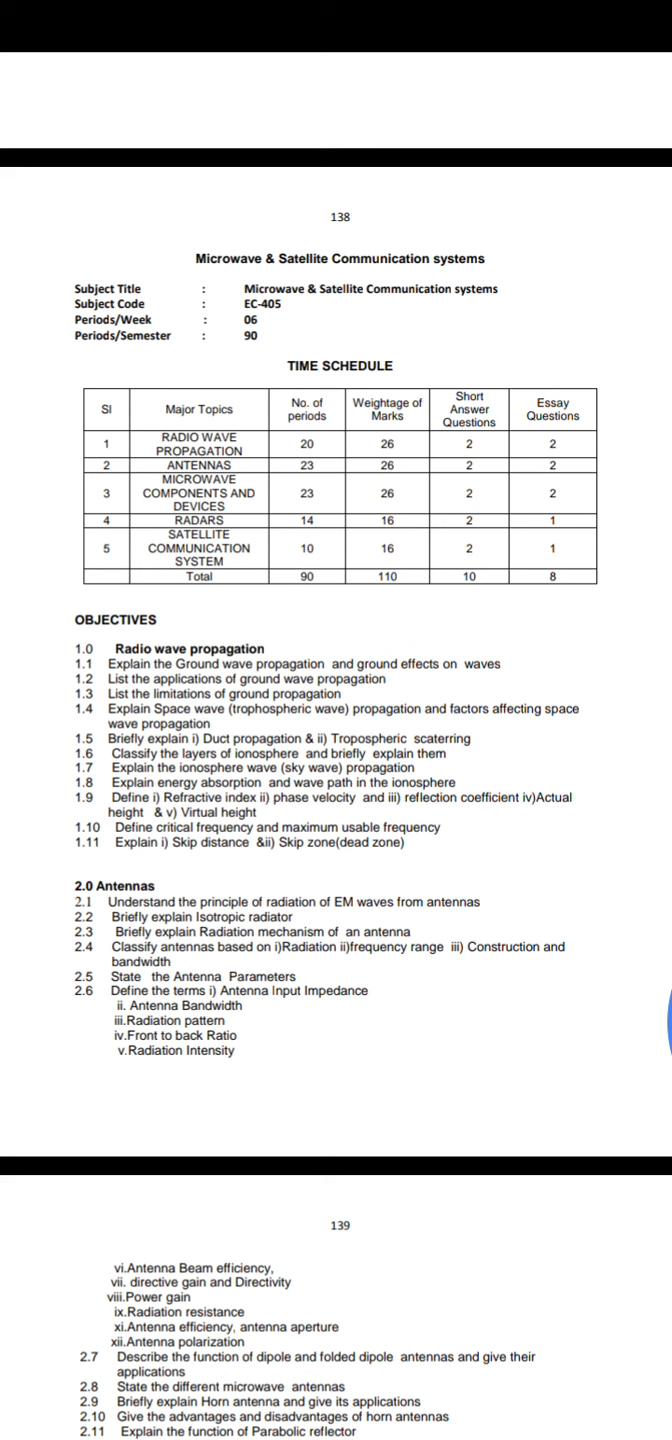 138
Microwave & Satellite Communication systems
Subject Title : Microwave & Satellite Communication systems
Subject Code : EC-405
Periods/Week : 06
Periods/Semester : 90
TIME SCHEDULE
Sl Major Topics No. of periods Weightage of Marks Short Answer Questions Essay Questions
1 RADIO WAVE PROPAGATION 20 26 2 2
2 ANTENNAS 23 26 2 2
3 MICROWAVE COMPONENTS AND DEVICES 23 26 2 2
4 RADARS 14 16 2 1
5 SATELLITE COMMUNICATION SYSTEM 10 16 2 1
Total 90 110 10 8
OBJECTIVES
1.0 Radio wave propagation
1.1 Explain the Ground wave propagation and ground effects on waves
1.2 List the applications of ground wave propagation
1.3 List the limitations of ground propagation
1.4 Explain Space wave (trophospheric wave) propagation and factors affecting space
wave propagation
1.5 Briefly explain i) Duct propagation & ii) Tropospheric scaterring
1.6 Classify the layers of ionosphere and briefly explain them
1.7 Explain the ionosphere wave (sky wave) propagation
1.8 Explain energy absorption and wave path in the ionosphere
1.9 Define i) Refractive index ii) phase velocity and iii) reflection coefficient iv)Actual
height & v) Virtual height
1.10 Define critical frequency and maximum usable frequency
1.11 Explain i) Skip distance &ii) Skip zone(dead zone)
2.0 Antennas
2.1 Understand the principle of radiation of EM waves from antennas
2.2 Briefly explain Isotropic radiator
2.3 Briefly explain Radiation mechanism of an antenna
2.4 Classify antennas based on i)Radiation ii)frequency range iii) Construction and
bandwidth
2.5 State the Antenna Parameters
2.6 Define the terms i) Antenna Input Impedance
ii. Antenna Bandwidth
iii.Radiation pattern
iv.Front to back Ratio
v.Radiation Intensity
139
vi.Antenna Beam efficiency,
vii. directive gain and Directivity
viii.Power gain
ix.Radiation resistance
xi.Antenna efficiency, antenna aperture
xii.Antenna polarization
2.7 Describe the function of dipole and folded dipole antennas and give their
applications
2.8 State the different microwave antennas
2.9 Briefly explain Horn antenna and give its applications
2.10 Give the advantages and disadvantages of horn antennas
2.11 Explain the function of Parabolic reflector